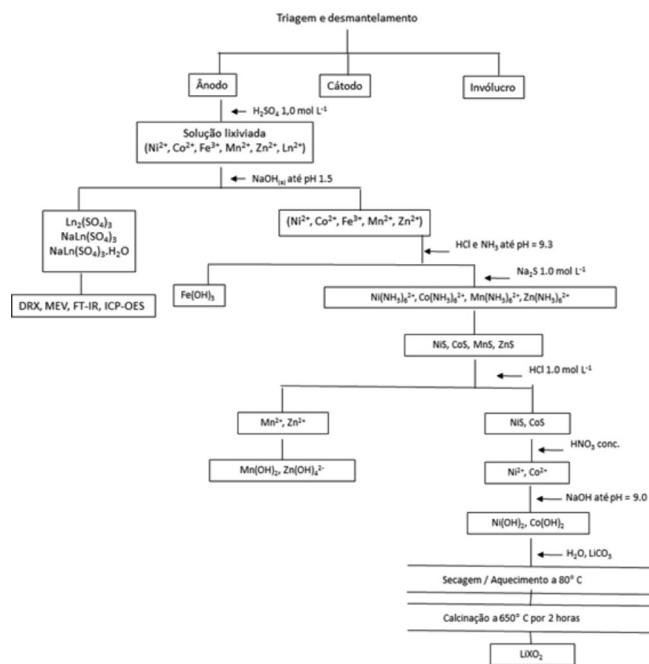 Triagem e desmantelamento
Ânodo
Cátodo
Invólucro
H₂SO₄ 1,0 mol L⁻¹
Solução lixiviada
(Ni²⁺, Co²⁺, Fe³⁺, Mn²⁺, Zn²⁺, Ln²⁺)
NaOH₍ₛ₎ até pH 1.5
Ln₂(SO₄)₃
NaLn(SO₄)₃
NaLn(SO₄)₃.H₂O
(Ni²⁺, Co²⁺, Fe³⁺, Mn²⁺, Zn²⁺)
HCl e NH₃ até pH = 9.3
Na₂S 1.0 mol L⁻¹
DRX, MEV, FT-IR, ICP-OES
Fe(OH)₃
Ni(NH₃)₆²⁺, Co(NH₃)₆²⁺, Mn(NH₃)₆²⁺, Zn(NH₃)₆²⁺
NiS, CoS, MnS, ZnS
HCl 1.0 mol L⁻¹
Mn²⁺, Zn²⁺
NiS, CoS
HNO₃ conc.
Mn(OH)₂, Zn(OH)₄²⁻
Ni²⁺, Co²⁺
NaOH até pH = 9.0
Ni(OH)₂, Co(OH)₂
H₂O, LiCO₃
Secagem / Aquecimento a 80° C
Calcinação a 650° C por 2 horas
LiXO₂